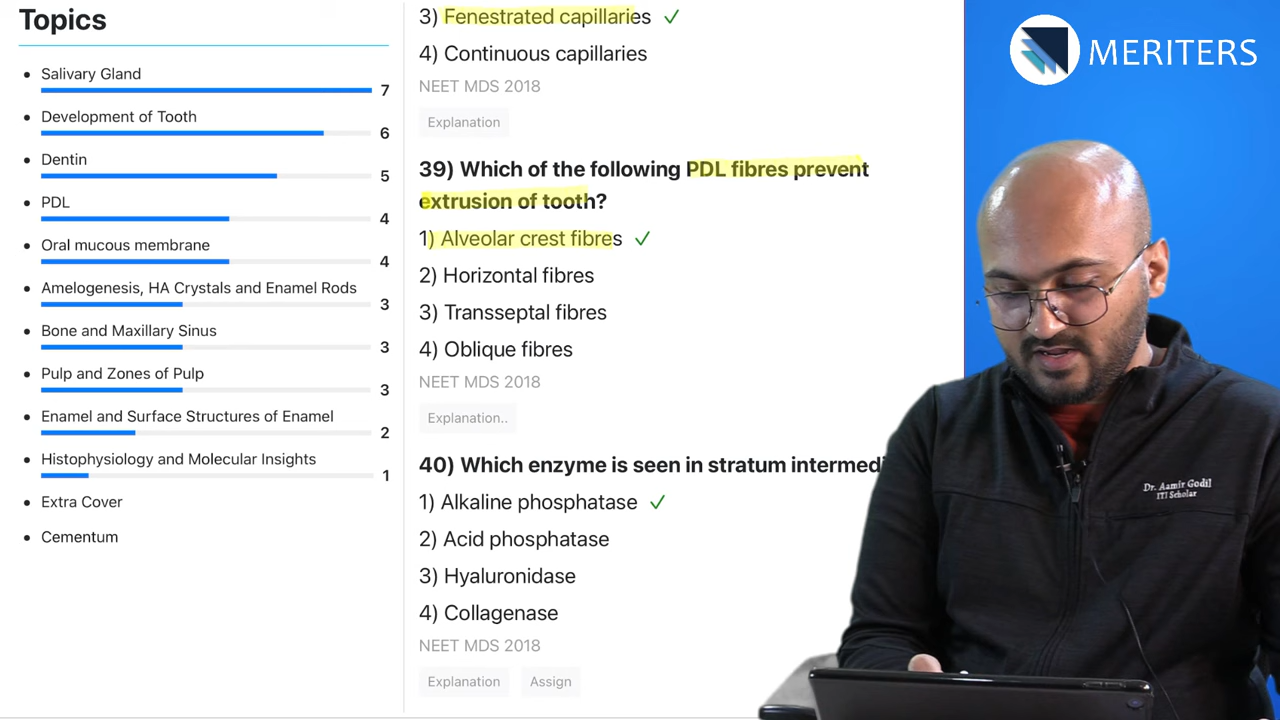 Topics
Salivary Gland
7
Development of Tooth
6
Dentin
5
PDL
4
Oral mucous membrane
4
Amelogenesis, HA Crystals and Enamel Rods
3
Bone and Maxillary Sinus
3
Pulp and Zones of Pulp
3
Enamel and Surface Structures of Enamel
2
Histophysiology and Molecular Insights
1
Extra Cover
Cementum
3) Fenestrated capillaries
4) Continuous capillaries
NEET MDS 2018
Explanation
39) Which of the following PDL fibres prevent
extrusion of tooth?
1) Alveolar crest fibres
2) Horizontal fibres
3) Transseptal fibres
4) Oblique fibres
NEET MDS 2018
Explanation..
40) Which enzyme is seen in stratum intermedi
1) Alkaline phosphatase
2) Acid phosphatase
3) Hyaluronidase
4) Collagenase
NEET MDS 2018
Explanation
Assign
MERITERS
Dr. Aamir Godil
ITI Scholar